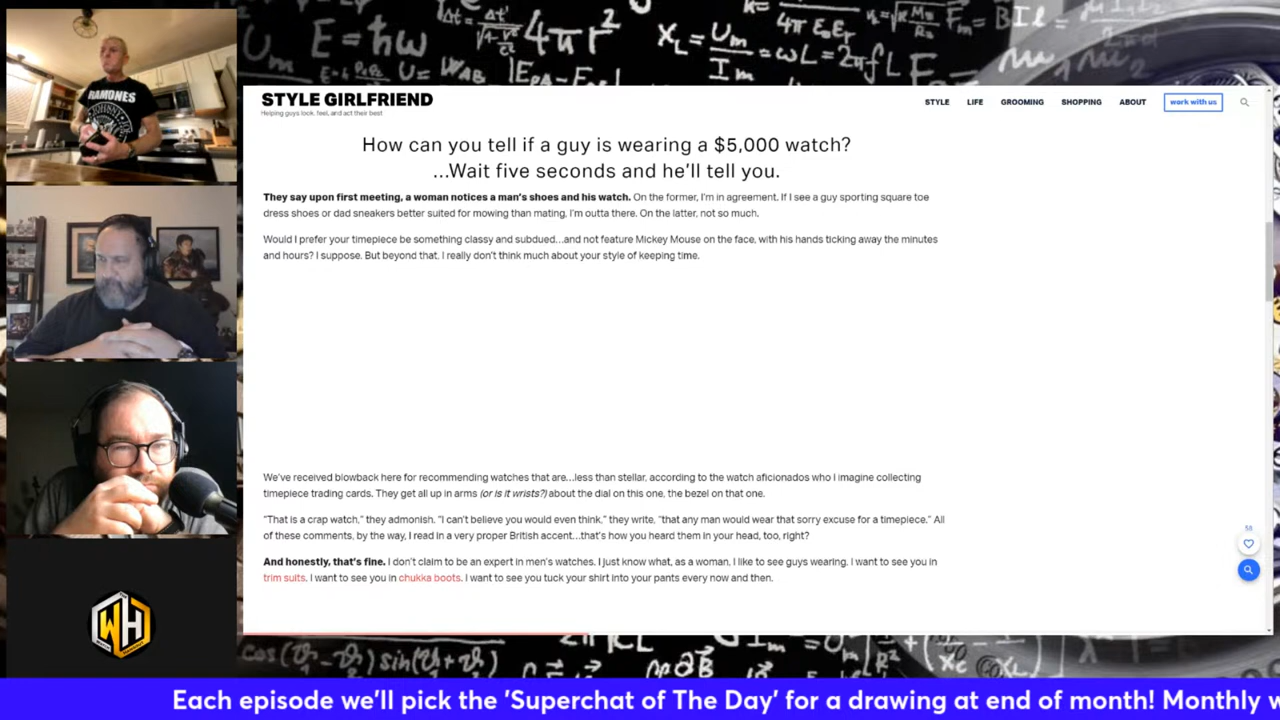 RAMONES
WH
Δt = Δt'
4πr²
E=ħω
U = W_AB
STYLE GIRLFRIEND
Helping guys look, feel, and act their best
STYLE LIFE GROOMING SHOPPING ABOUT work with us
How can you tell if a guy is wearing a $5,000 watch?
...Wait five seconds and he'll tell you.
They say upon first meeting, a woman notices a man's shoes and his watch. On the former, I'm in agreement. If I see a guy sporting square toe
dress shoes or dad sneakers better suited for mowing than mating, I'm outta there. On the latter, not so much.
Would I prefer your timepiece be something classy and subdued…and not feature Mickey Mouse on the face, with his hands ticking away the minutes
and hours? I suppose. But beyond that, I really don't think much about your style of keeping time.
We've received blowback here for recommending watches that are…less than stellar, according to the watch aficionados who I imagine collecting
timepiece trading cards. They get all up in arms (or is it wrists?) about the dial on this one, the bezel on that one.
"That is a crap watch," they admonish. "I can't believe you would even think," they write, "that any man would wear that sorry excuse for a timepiece." All
of these comments, by the way, I read in a very proper British accent…that's how you heard them in your head, too, right?
And honestly, that's fine. I don't claim to be an expert in men's watches. I just know what, as a woman, I like to see guys wearing. I want to see you in
trim suits. I want to see you in chukka boots. I want to see you tuck your shirt into your pants every now and then.
58
Each episode we'll pick the 'Superchat of The Day' for a drawing at end of month! Monthly w